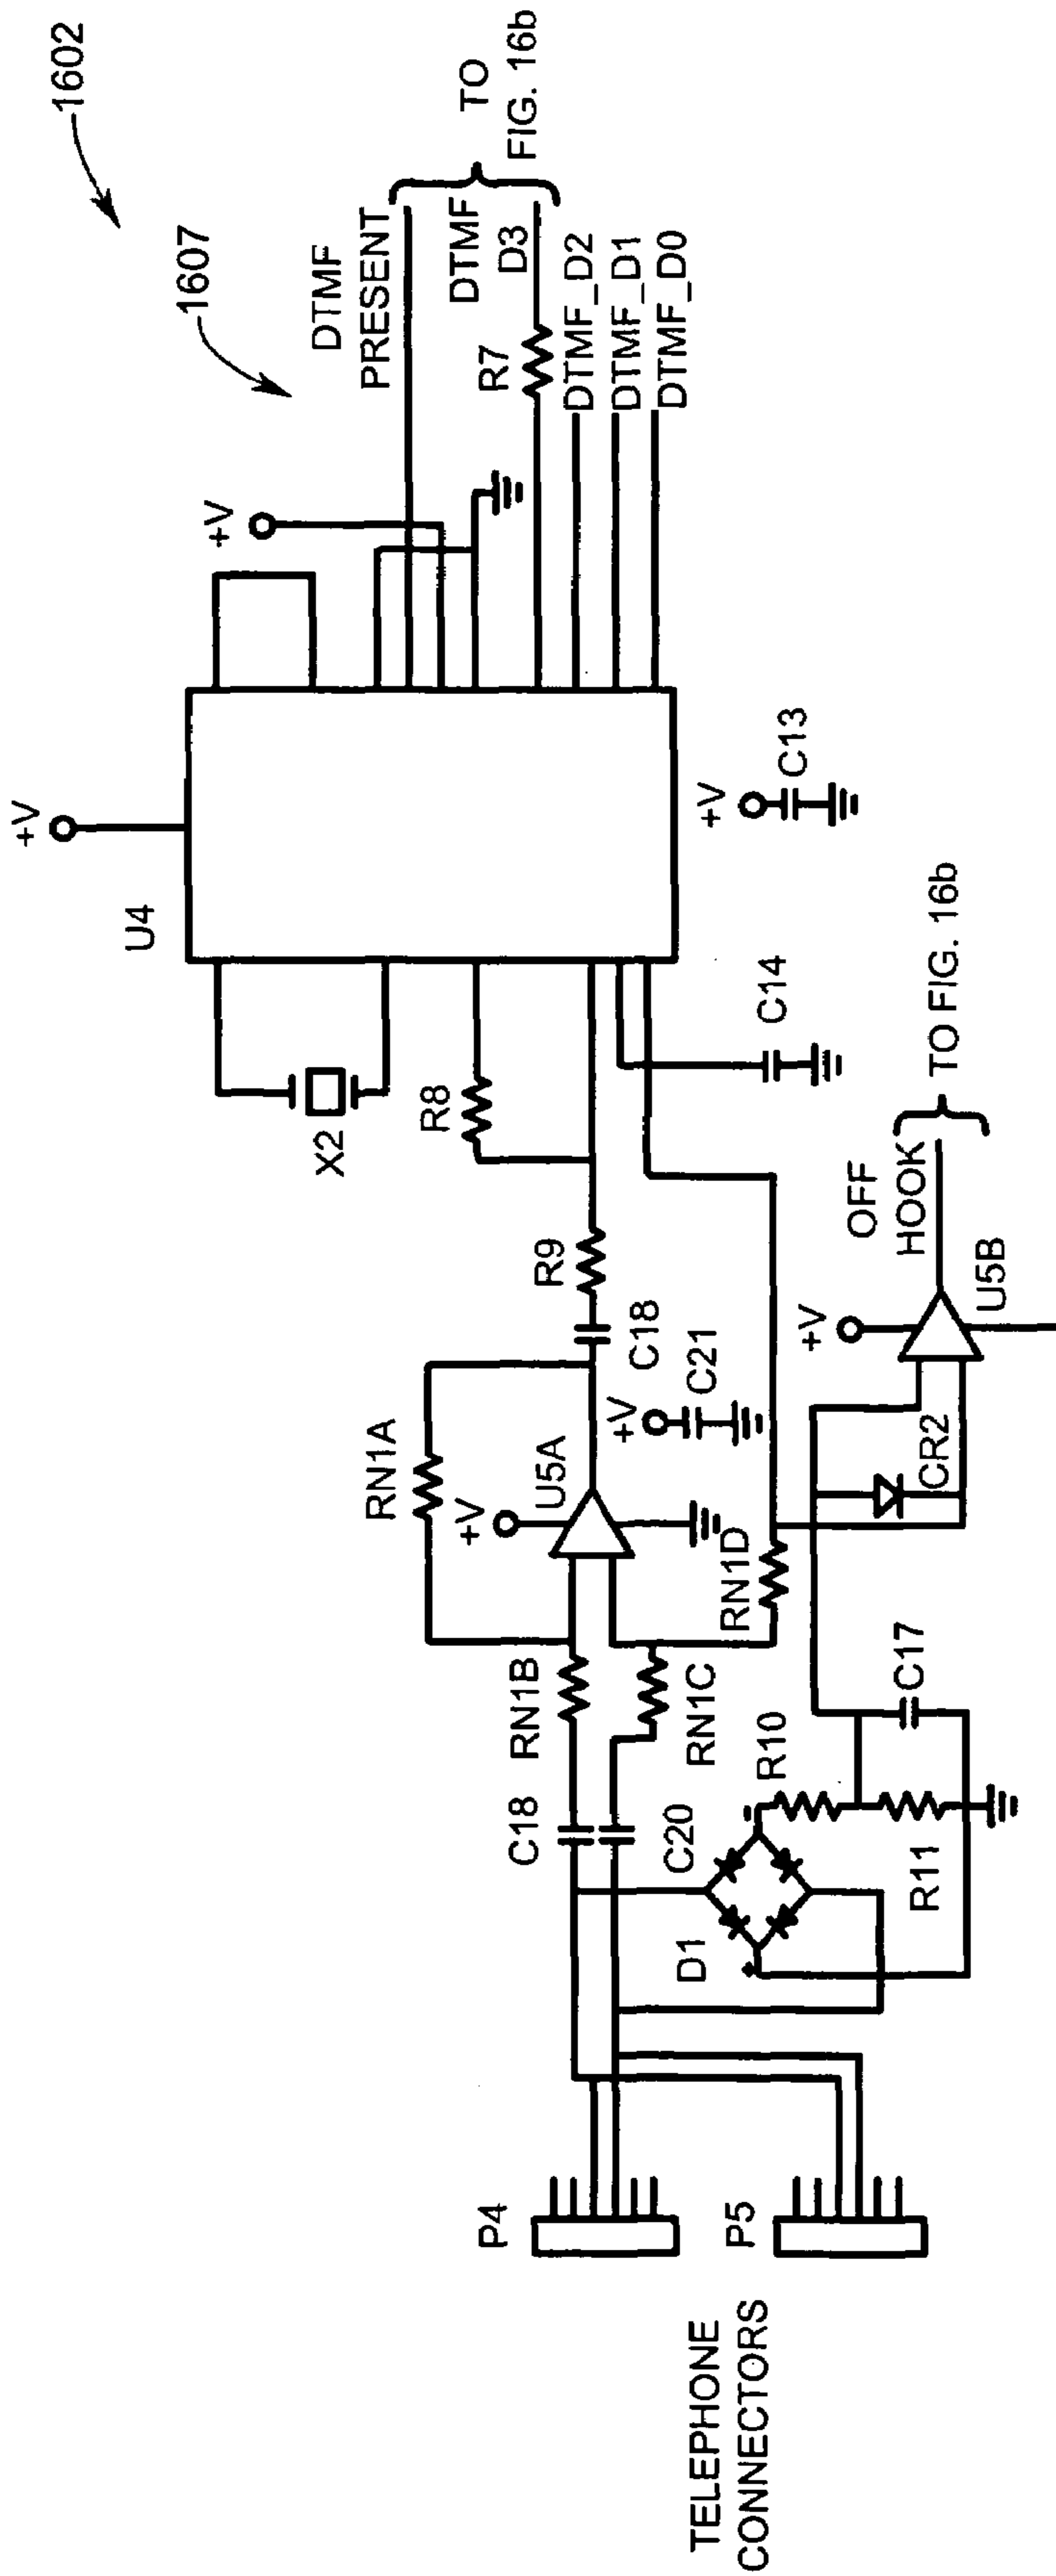 1602
1607
+V
U4
X2
R8
+V
DTMF
PRESENT
TO
FIG. 16b
DTMF
D3
R7
DTMF_D2
DTMF_D1
DTMF_D0
+V
C13
C14
RN1A
+V
U5A
R9
C18
+V
C21
RN1B
RN1C
RN1D
C18
C20
D1
R10
R11
C17
CR2
+V
U5B
OFF
HOOK
TO FIG. 16b
P4
P5
TELEPHONE
CONNECTORS